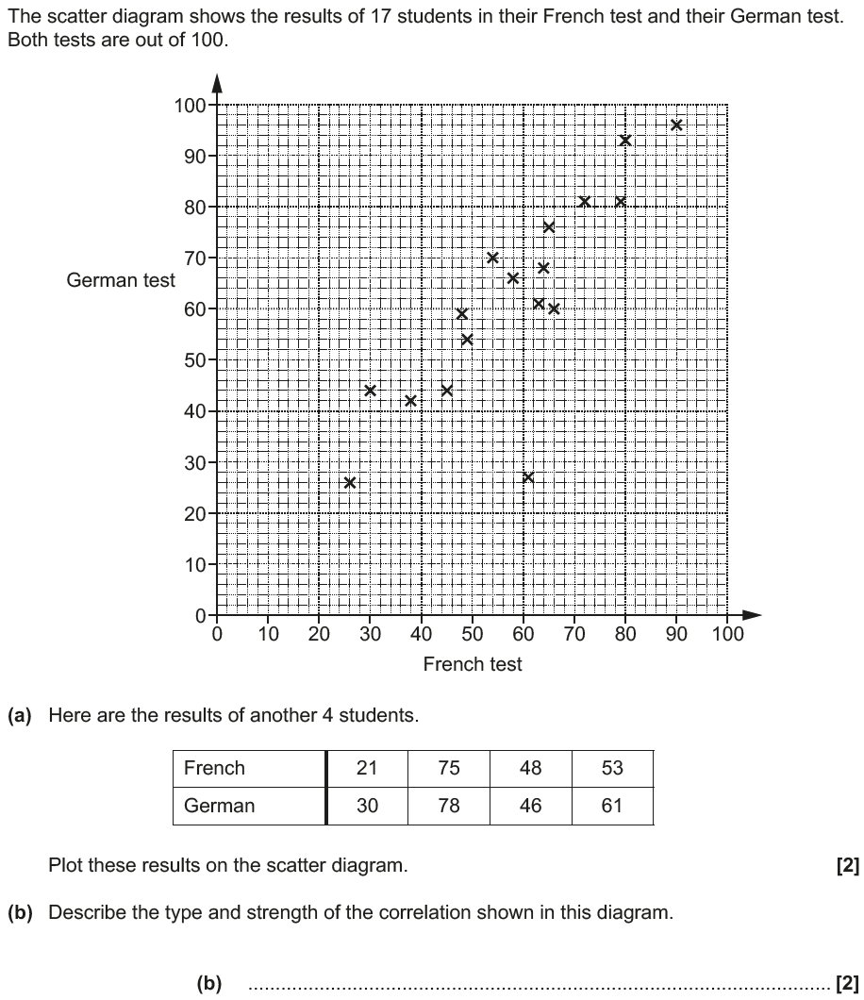 The scatter diagram shows the results of 17 students in their French test and their German test.
Both tests are out of 100.
100
90
80
70
German test
60
50
40
30
20
10
0
0 10 20 30 40 50 60 70 80 90 100
French test
(a) Here are the results of another 4 students.
French 21 75 48 53
German 30 78 46 61
Plot these results on the scatter diagram. [2]
(b) Describe the type and strength of the correlation shown in this diagram.
(b) ........................................................................................................ [2]